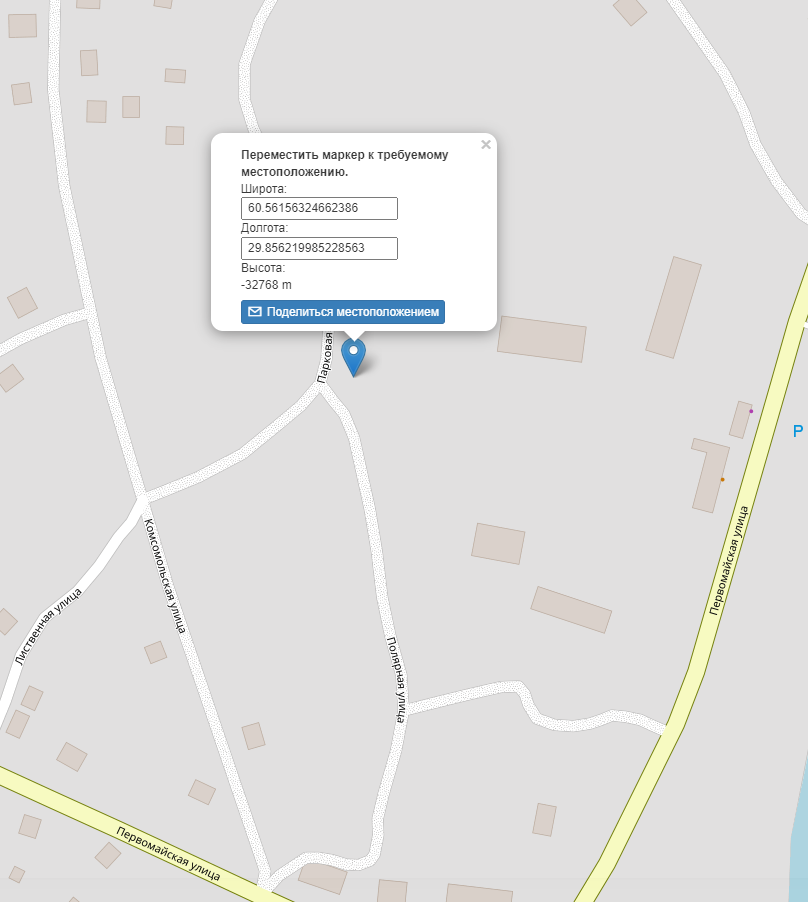 ×
Переместить маркер к требуемому
местоположению.
Широта:
60.56156324662386
Долгота:
29.856219985228563
Высота:
-32768 m
Поделиться местоположением
Парковая
P
Первомайская улица
Комсомольская улица
Лиственная улица
Полярная улица
Первомайская улица